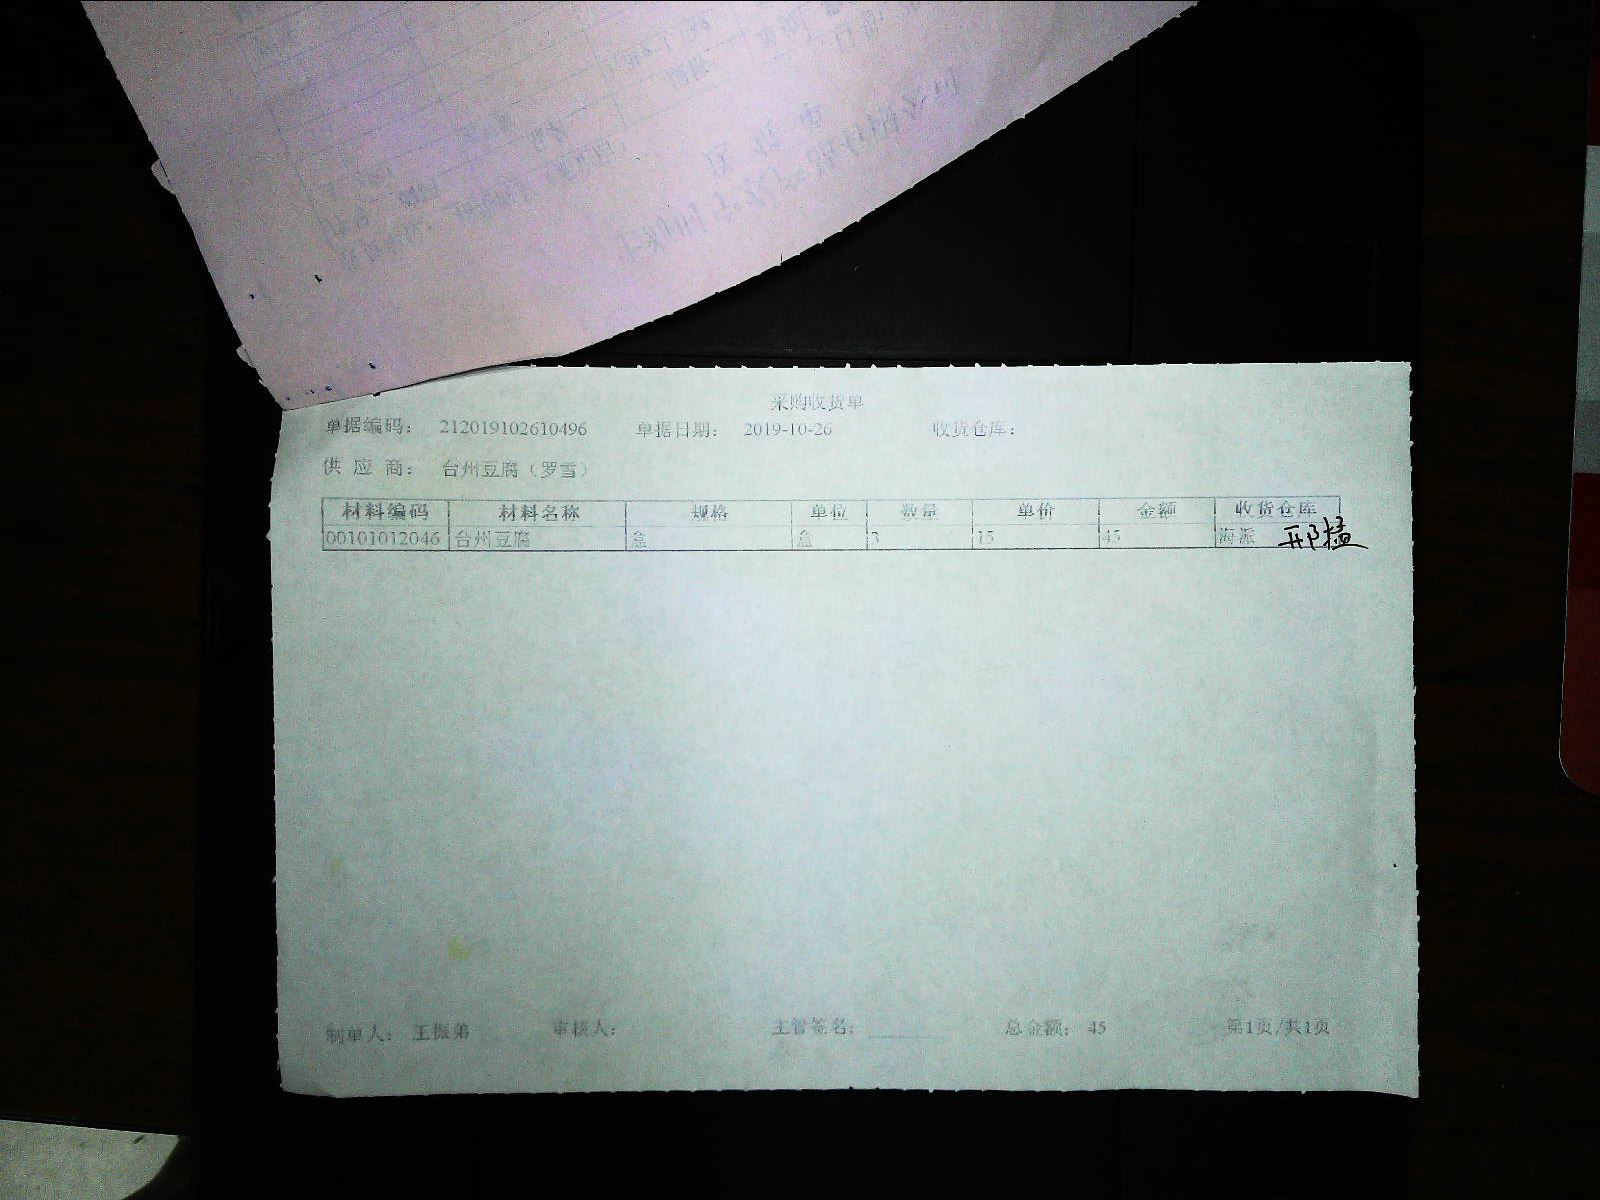 采购收货单
单据编码： 212019102610496 单据日期： 2019-10-26 收货仓库：
供 应 商： 台州豆腐（罗雪）
材料编码 材料名称 规格 单位 数量 单价 金额 收货仓库
00101012046 台州豆腐 盒 盒 3 15 45 海派 邢猛
制单人： 王振弟 审核人： 主管签名： 总金额： 45 第1页/共1页